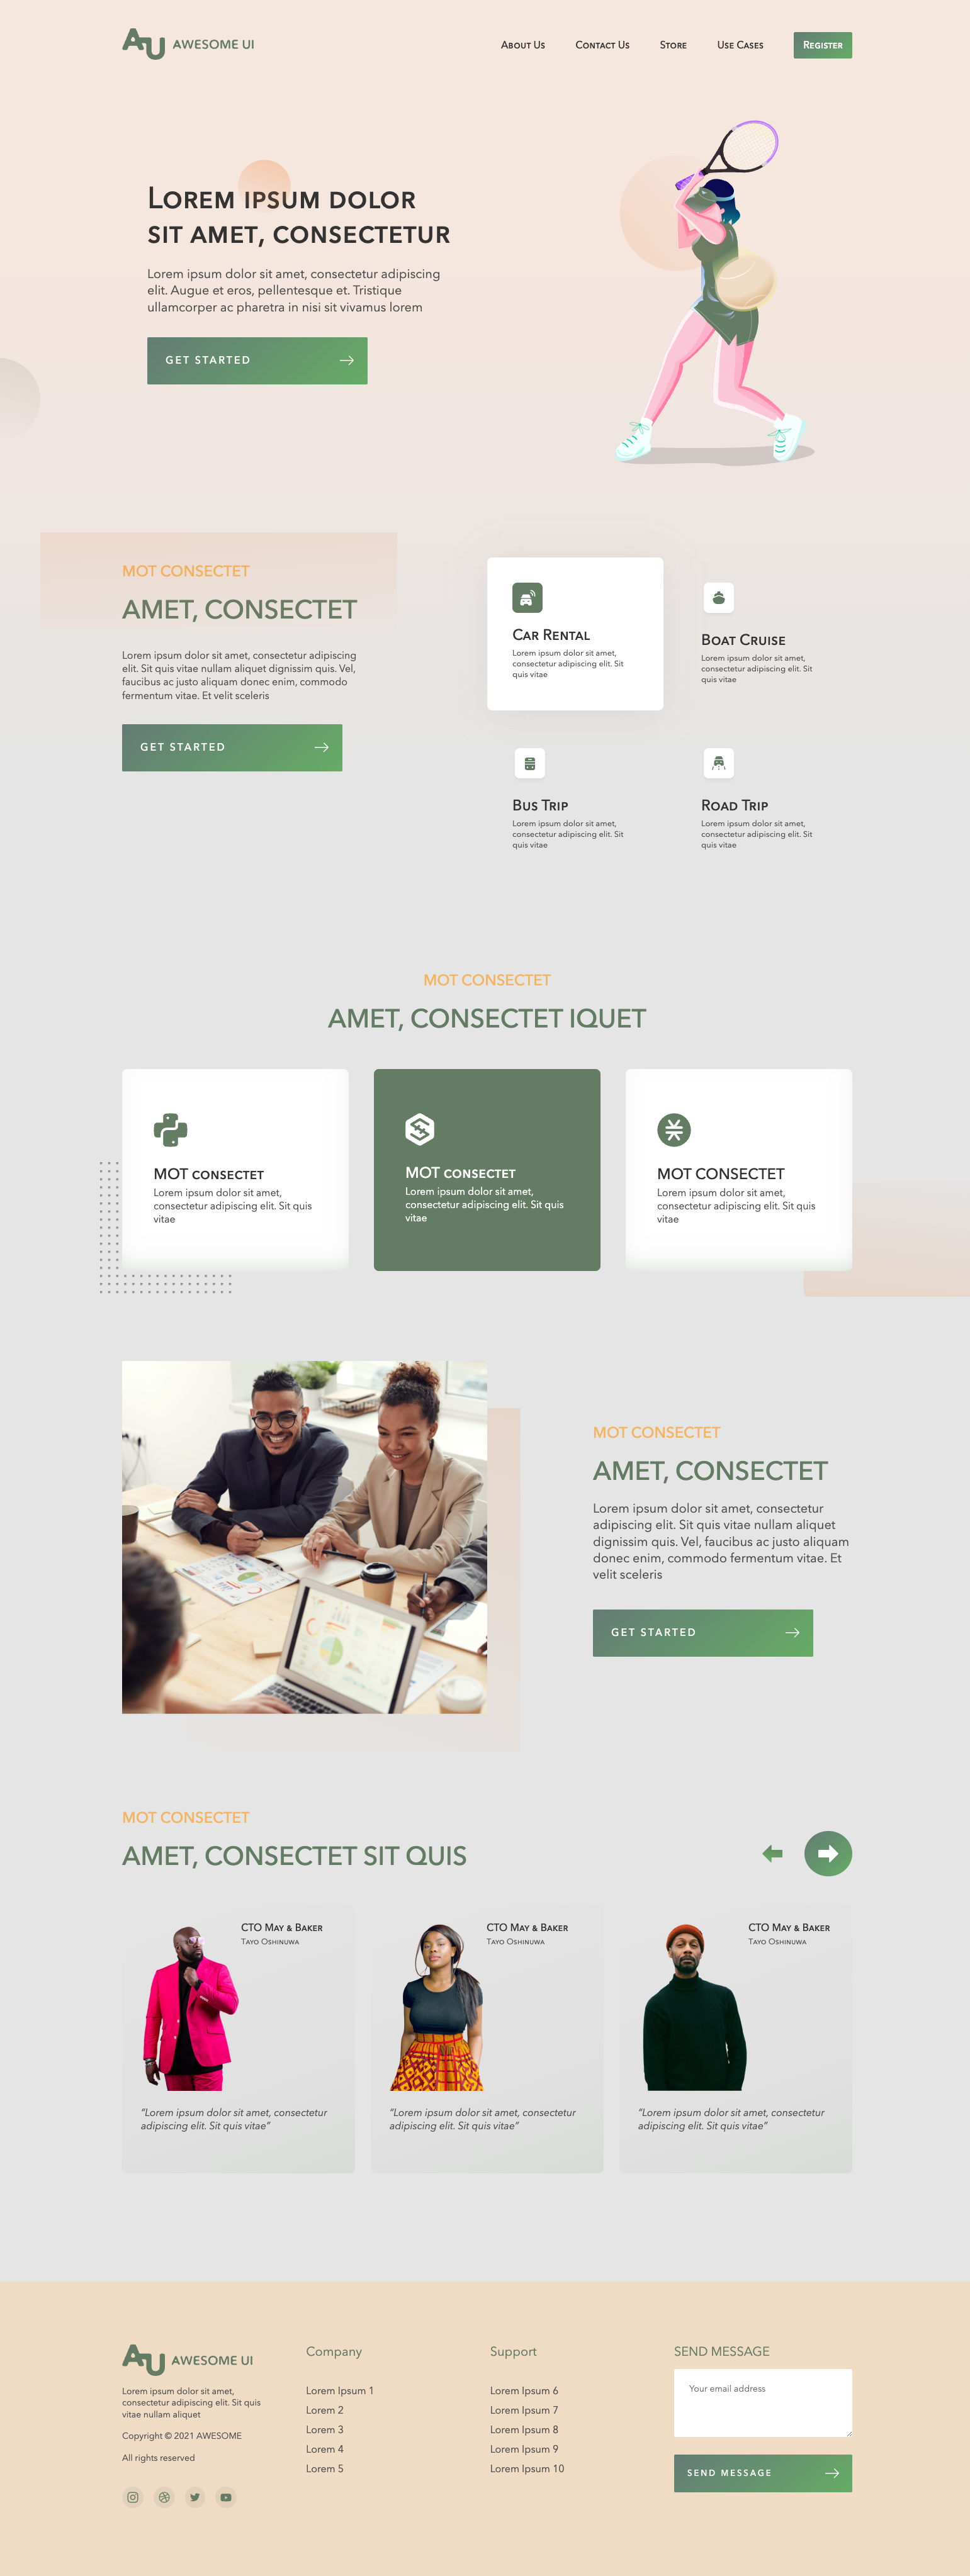 AU AWESOME UI
About Us Contact Us Store Use Cases Register
Lorem ipsum dolor
sit amet, consectetur
Lorem ipsum dolor sit amet, consectetur adipiscing
elit. Augue et eros, pellentesque et. Tristique
ullamcorper ac pharetra in nisi sit vivamus lorem
GET STARTED
MOT CONSECTET
AMET, CONSECTET
Lorem ipsum dolor sit amet, consectetur adipiscing
elit. Sit quis vitae nullam aliquet dignissim quis. Vel,
faucibus ac justo aliquam donec enim, commodo
fermentum vitae. Et velit sceleris
GET STARTED
Car Rental
Lorem ipsum dolor sit amet,
consectetur adipiscing elit. Sit
quis vitae
Boat Cruise
Lorem ipsum dolor sit amet,
consectetur adipiscing elit. Sit
quis vitae
Bus Trip
Lorem ipsum dolor sit amet,
consectetur adipiscing elit. Sit
quis vitae
Road Trip
Lorem ipsum dolor sit amet,
consectetur adipiscing elit. Sit
quis vitae
MOT CONSECTET
AMET, CONSECTET IQUET
MOT consectet
Lorem ipsum dolor sit amet,
consectetur adipiscing elit. Sit quis
vitae
MOT consectet
Lorem ipsum dolor sit amet,
consectetur adipiscing elit. Sit quis
vitae
MOT CONSECTET
Lorem ipsum dolor sit amet,
consectetur adipiscing elit. Sit quis
vitae
MOT CONSECTET
AMET, CONSECTET
Lorem ipsum dolor sit amet, consectetur
adipiscing elit. Sit quis vitae nullam aliquet
dignissim quis. Vel, faucibus ac justo aliquam
donec enim, commodo fermentum vitae. Et
velit sceleris
GET STARTED
MOT CONSECTET
AMET, CONSECTET SIT QUIS
CTO May & Baker
Tayo Oshinuwa
"Lorem ipsum dolor sit amet, consectetur
adipiscing elit. Sit quis vitae"
CTO May & Baker
Tayo Oshinuwa
"Lorem ipsum dolor sit amet, consectetur
adipiscing elit. Sit quis vitae"
CTO May & Baker
Tayo Oshinuwa
"Lorem ipsum dolor sit amet, consectetur
adipiscing elit. Sit quis vitae"
AU AWESOME UI
Lorem ipsum dolor sit amet,
consectetur adipiscing elit. Sit quis
vitae nullam aliquet
Copyright © 2021 AWESOME
All rights reserved
Company
Lorem Ipsum 1
Lorem 2
Lorem 3
Lorem 4
Lorem 5
Support
Lorem Ipsum 6
Lorem Ipsum 7
Lorem Ipsum 8
Lorem Ipsum 9
Lorem Ipsum 10
SEND MESSAGE
Your email address
SEND MESSAGE